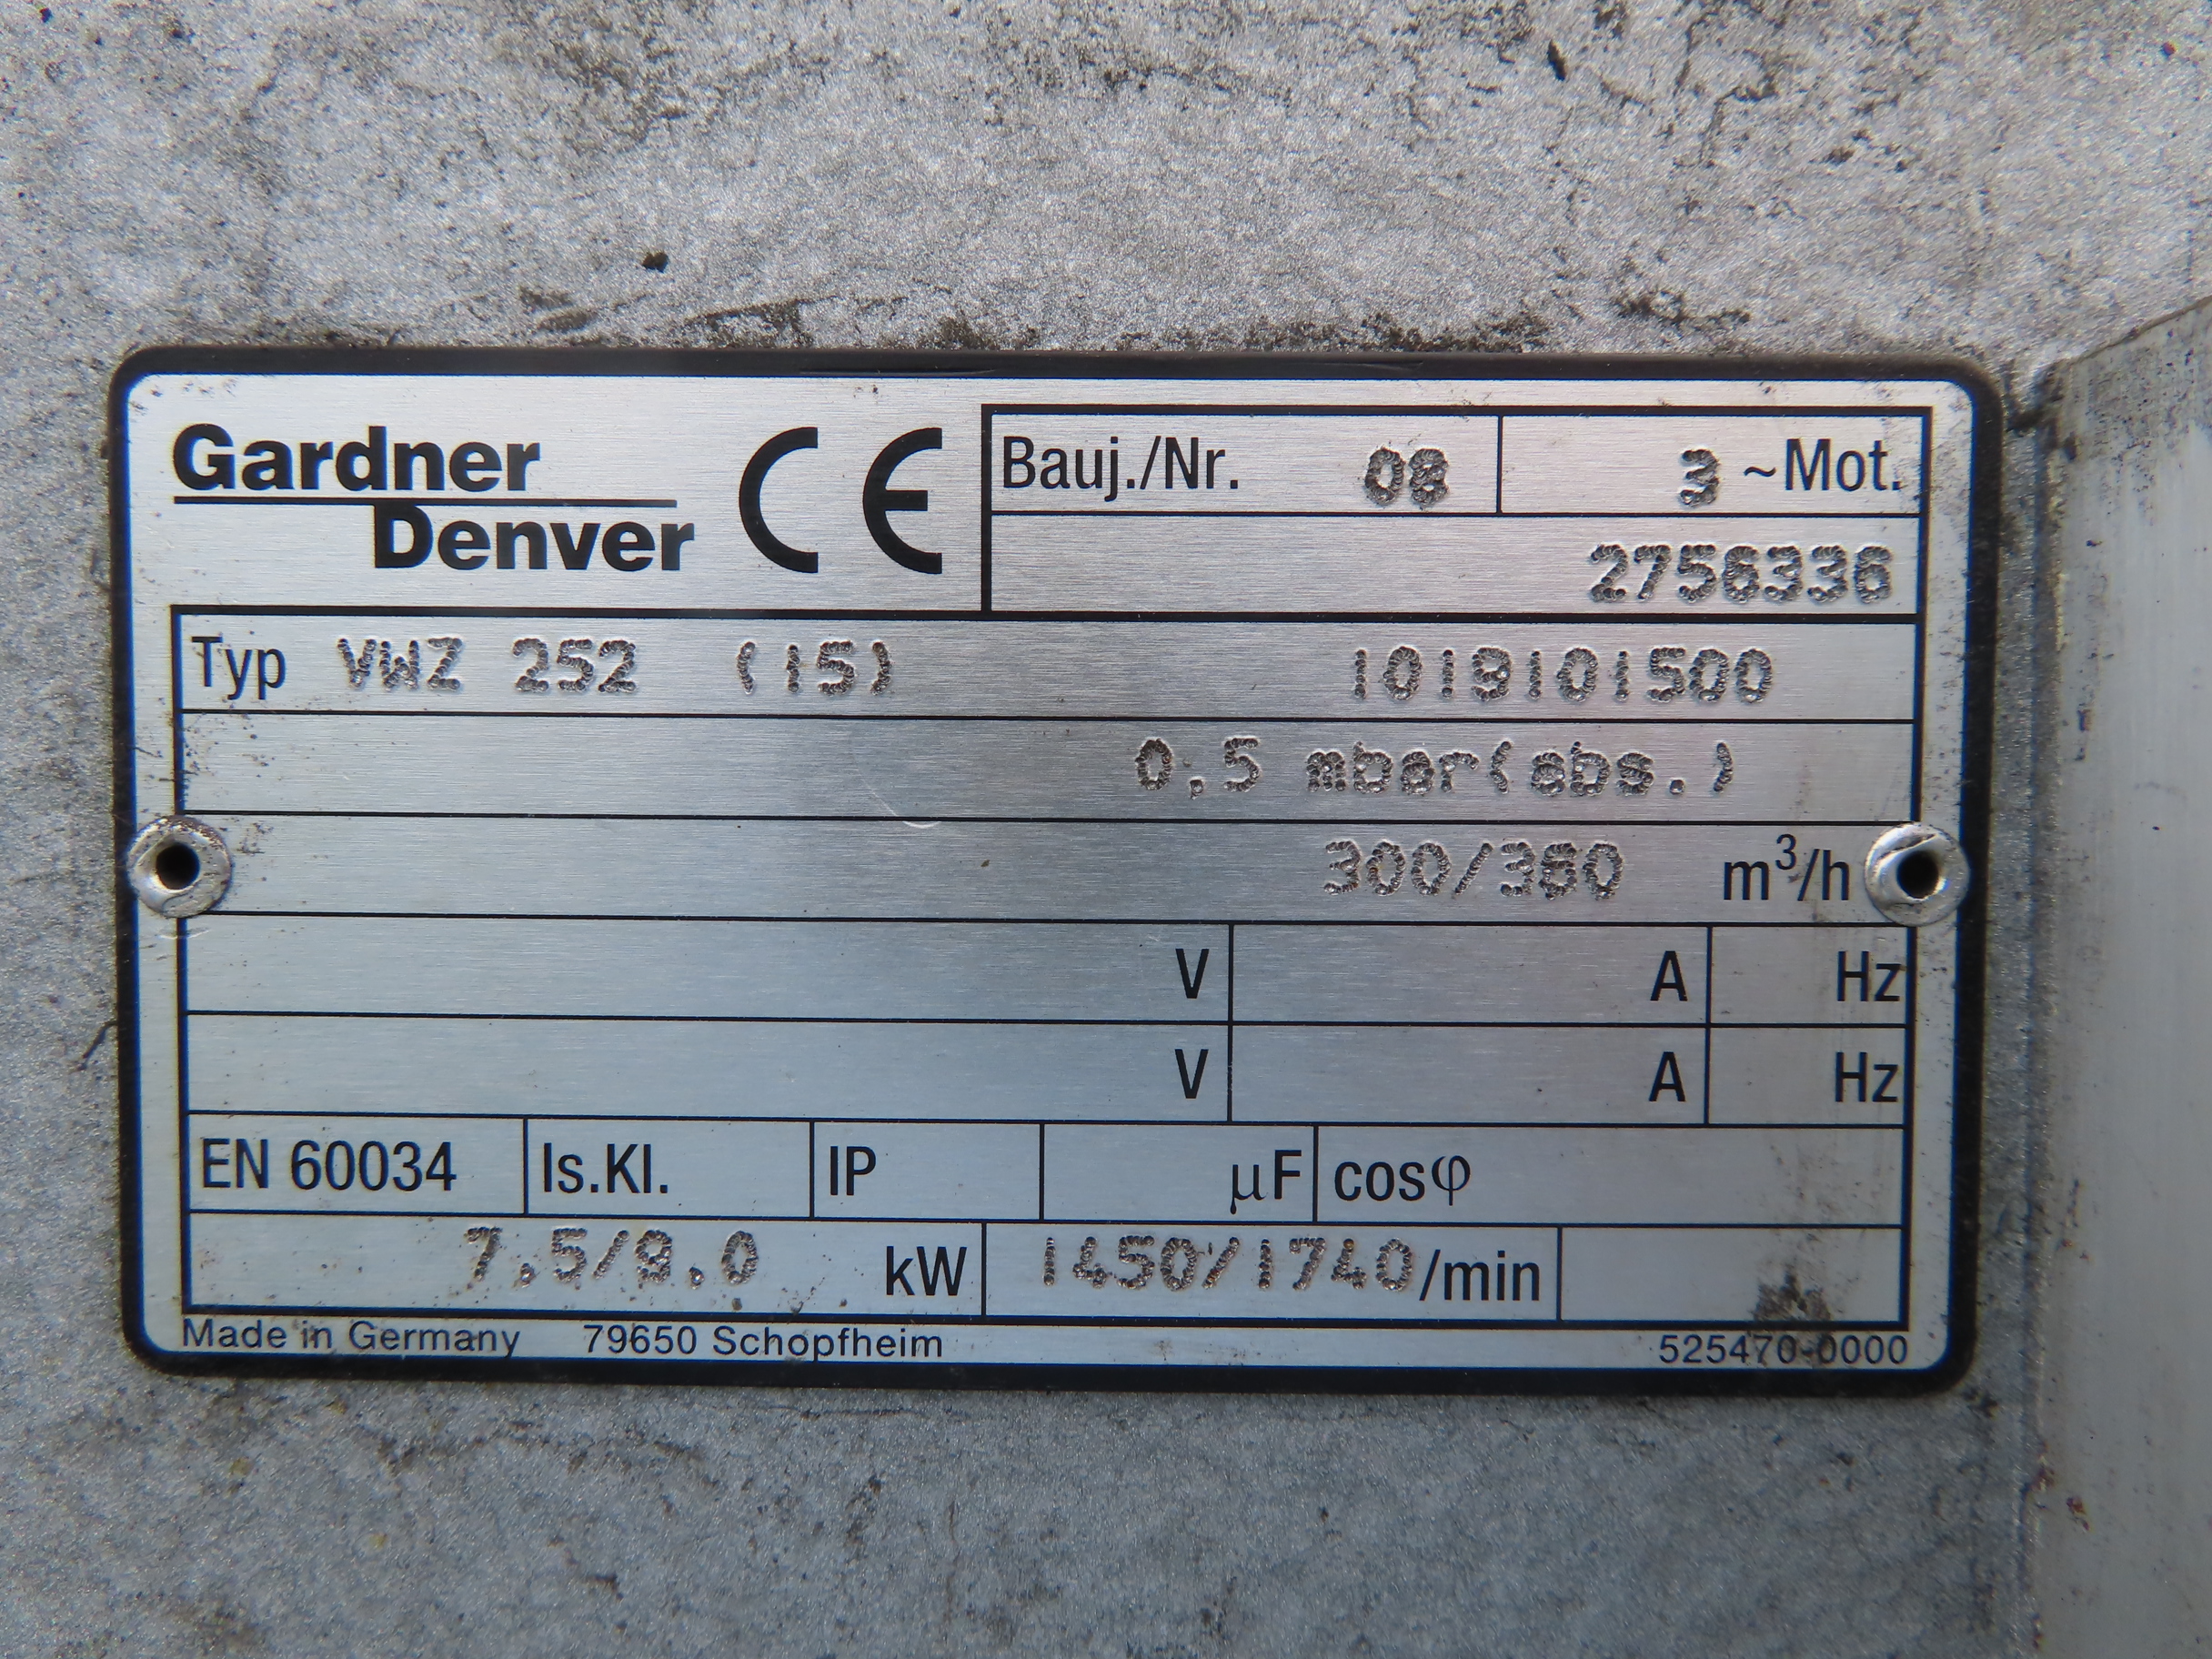 Gardner
Denver
CE
Bauj./Nr. 08 3 ~Mot.
2756336
Typ VWZ 252 (15) 1019101500
0,5 mbar(abs.)
300/360 m³/h
V A Hz
V A Hz
EN 60034 Is.Kl. IP µF cosφ
7,5/9.0 kW 1450/1740 /min
Made in Germany 79650 Schopfheim 525470-0000